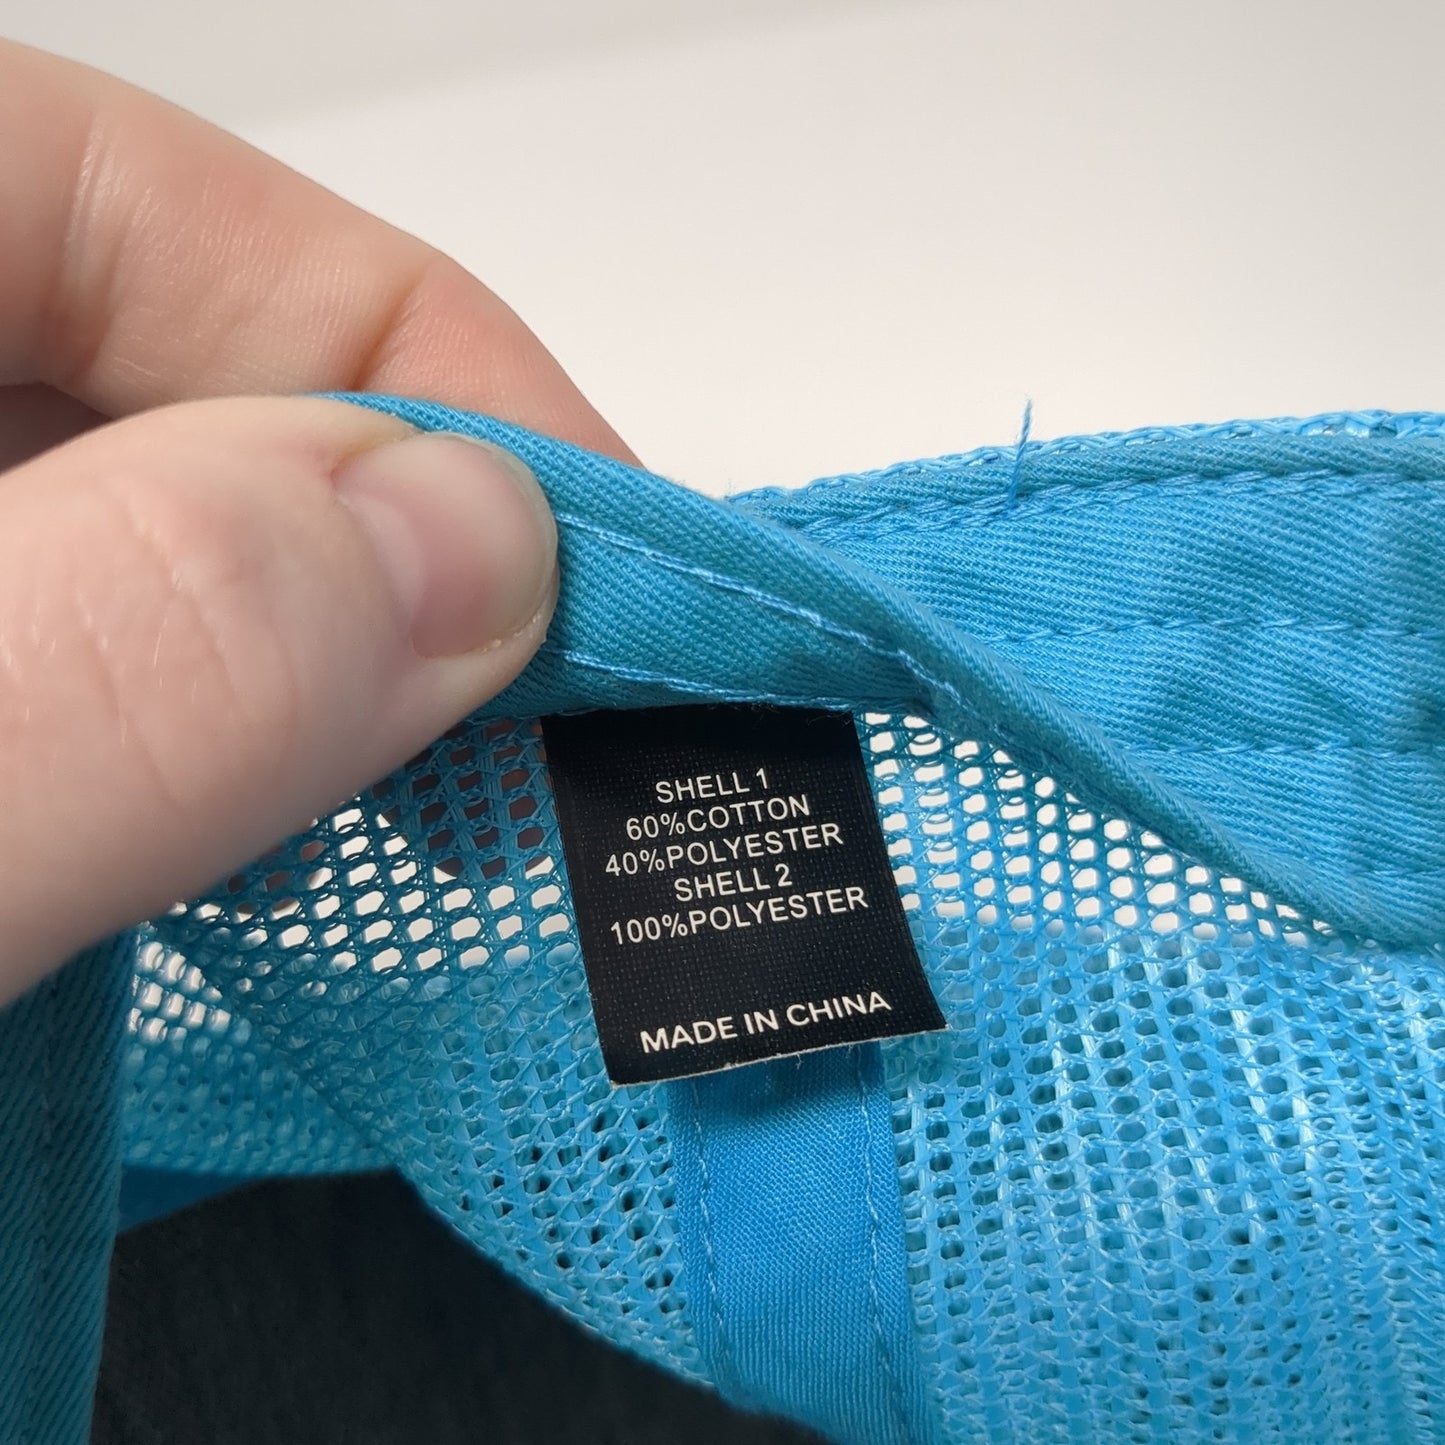 SHELL 1
60%COTTON
40%POLYESTER
SHELL 2
100%POLYESTER
MADE IN CHINA